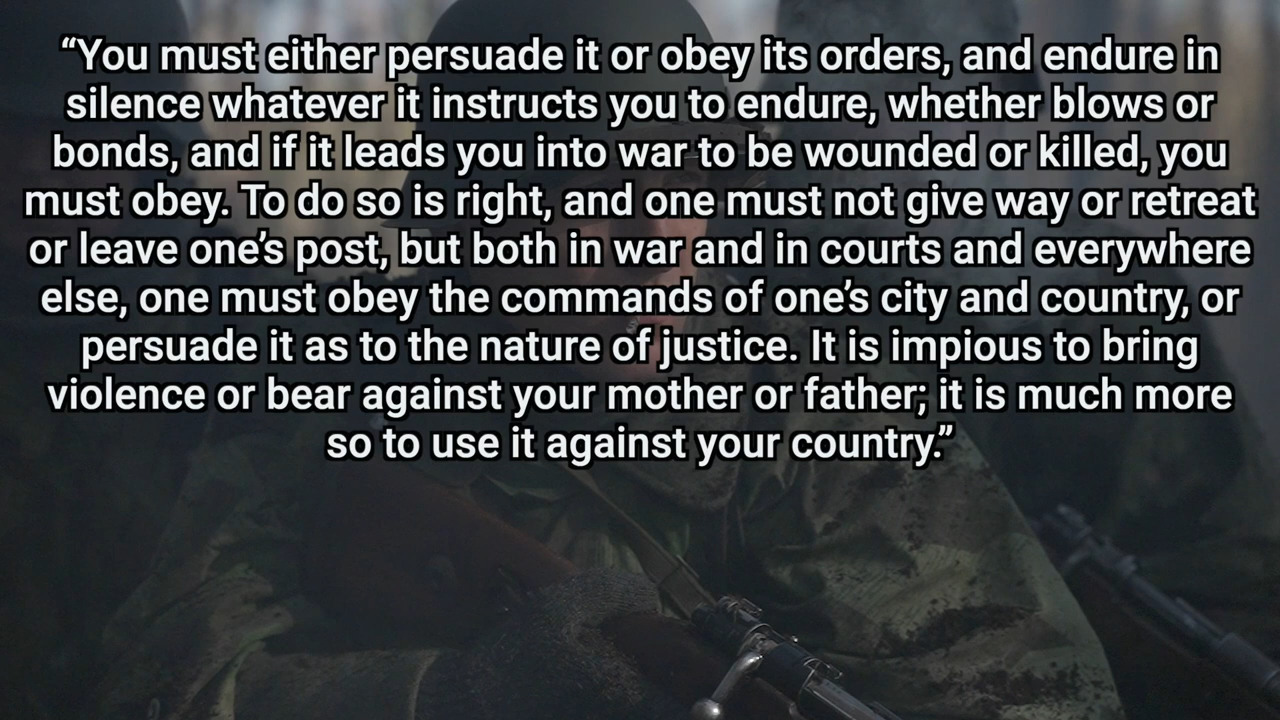 “You must either persuade it or obey its orders, and endure in
silence whatever it instructs you to endure, whether blows or
bonds, and if it leads you into war to be wounded or killed, you
must obey. To do so is right, and one must not give way or retreat
or leave one’s post, but both in war and in courts and everywhere
else, one must obey the commands of one’s city and country, or
persuade it as to the nature of justice. It is impious to bring
violence or bear against your mother or father; it is much more
so to use it against your country.”